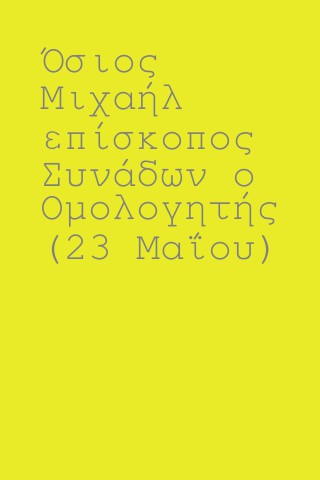 Όσιος
Μιχαήλ
επίσκοπος
Συνάδων ο
Ομολογητής
(23 Μαΐου)